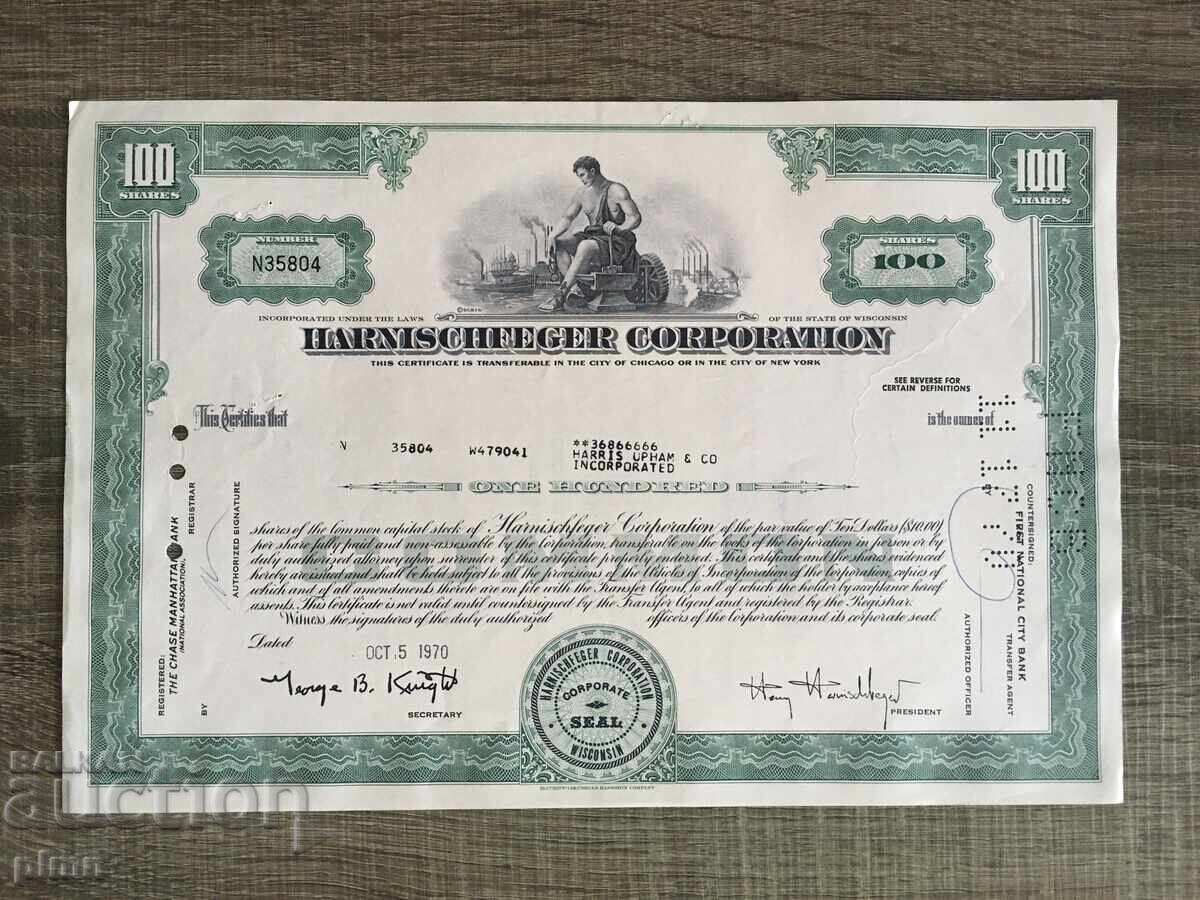 100
SHARES
100
SHARES
NUMBER
N35804
SHARES
100
INCORPORATED UNDER THE LAWS
OF THE STATE OF WISCONSIN
HARNISCHFEGER CORPORATION
THIS CERTIFICATE IS TRANSFERABLE IN THE CITY OF CHICAGO OR IN THE CITY OF NEW YORK
SEE REVERSE FOR
CERTAIN DEFINITIONS
This Certifies that
is the owner of
N 35804 W479041 **36866666
HARRIS UPHAM & CO
INCORPORATED
ONE HUNDRED
shares of the Common capital stock of Harnischfeger Corporation of the par value of Ten Dollars ($10.00)
per share fully paid and non-assessable by the Corporation, transferable on the books of the Corporation in person or by
duly authorized attorney upon surrender of this certificate properly endorsed. This certificate and the shares evidenced
hereby are issued and shall be held subject to all the provisions of the Articles of Incorporation of the Corporation, copies of
which and of all amendments thereto are on file with the Transfer Agent, to all of which the holder by acceptance hereof
assents. This Certificate is not valid until countersigned by the Transfer Agent and registered by the Registrar.
Witness the signatures of the duly authorized officers of the Corporation and its corporate seal.
Dated
OCT 5 1970
George B. Knight
SECRETARY
HARNISCHFEGER CORPORATION
CORPORATE
SEAL
WISCONSIN
Henry Harnischfeger
PRESIDENT
REGISTERED:
THE CHASE MANHATTAN BANK
(NATIONAL ASSOCIATION),
REGISTRAR
BY
AUTHORIZED SIGNATURE
COUNTERSIGNED:
FIRST NATIONAL CITY BANK
TRANSFER AGENT
BY
AUTHORIZED OFFICER
BALKAN
auction
plmn